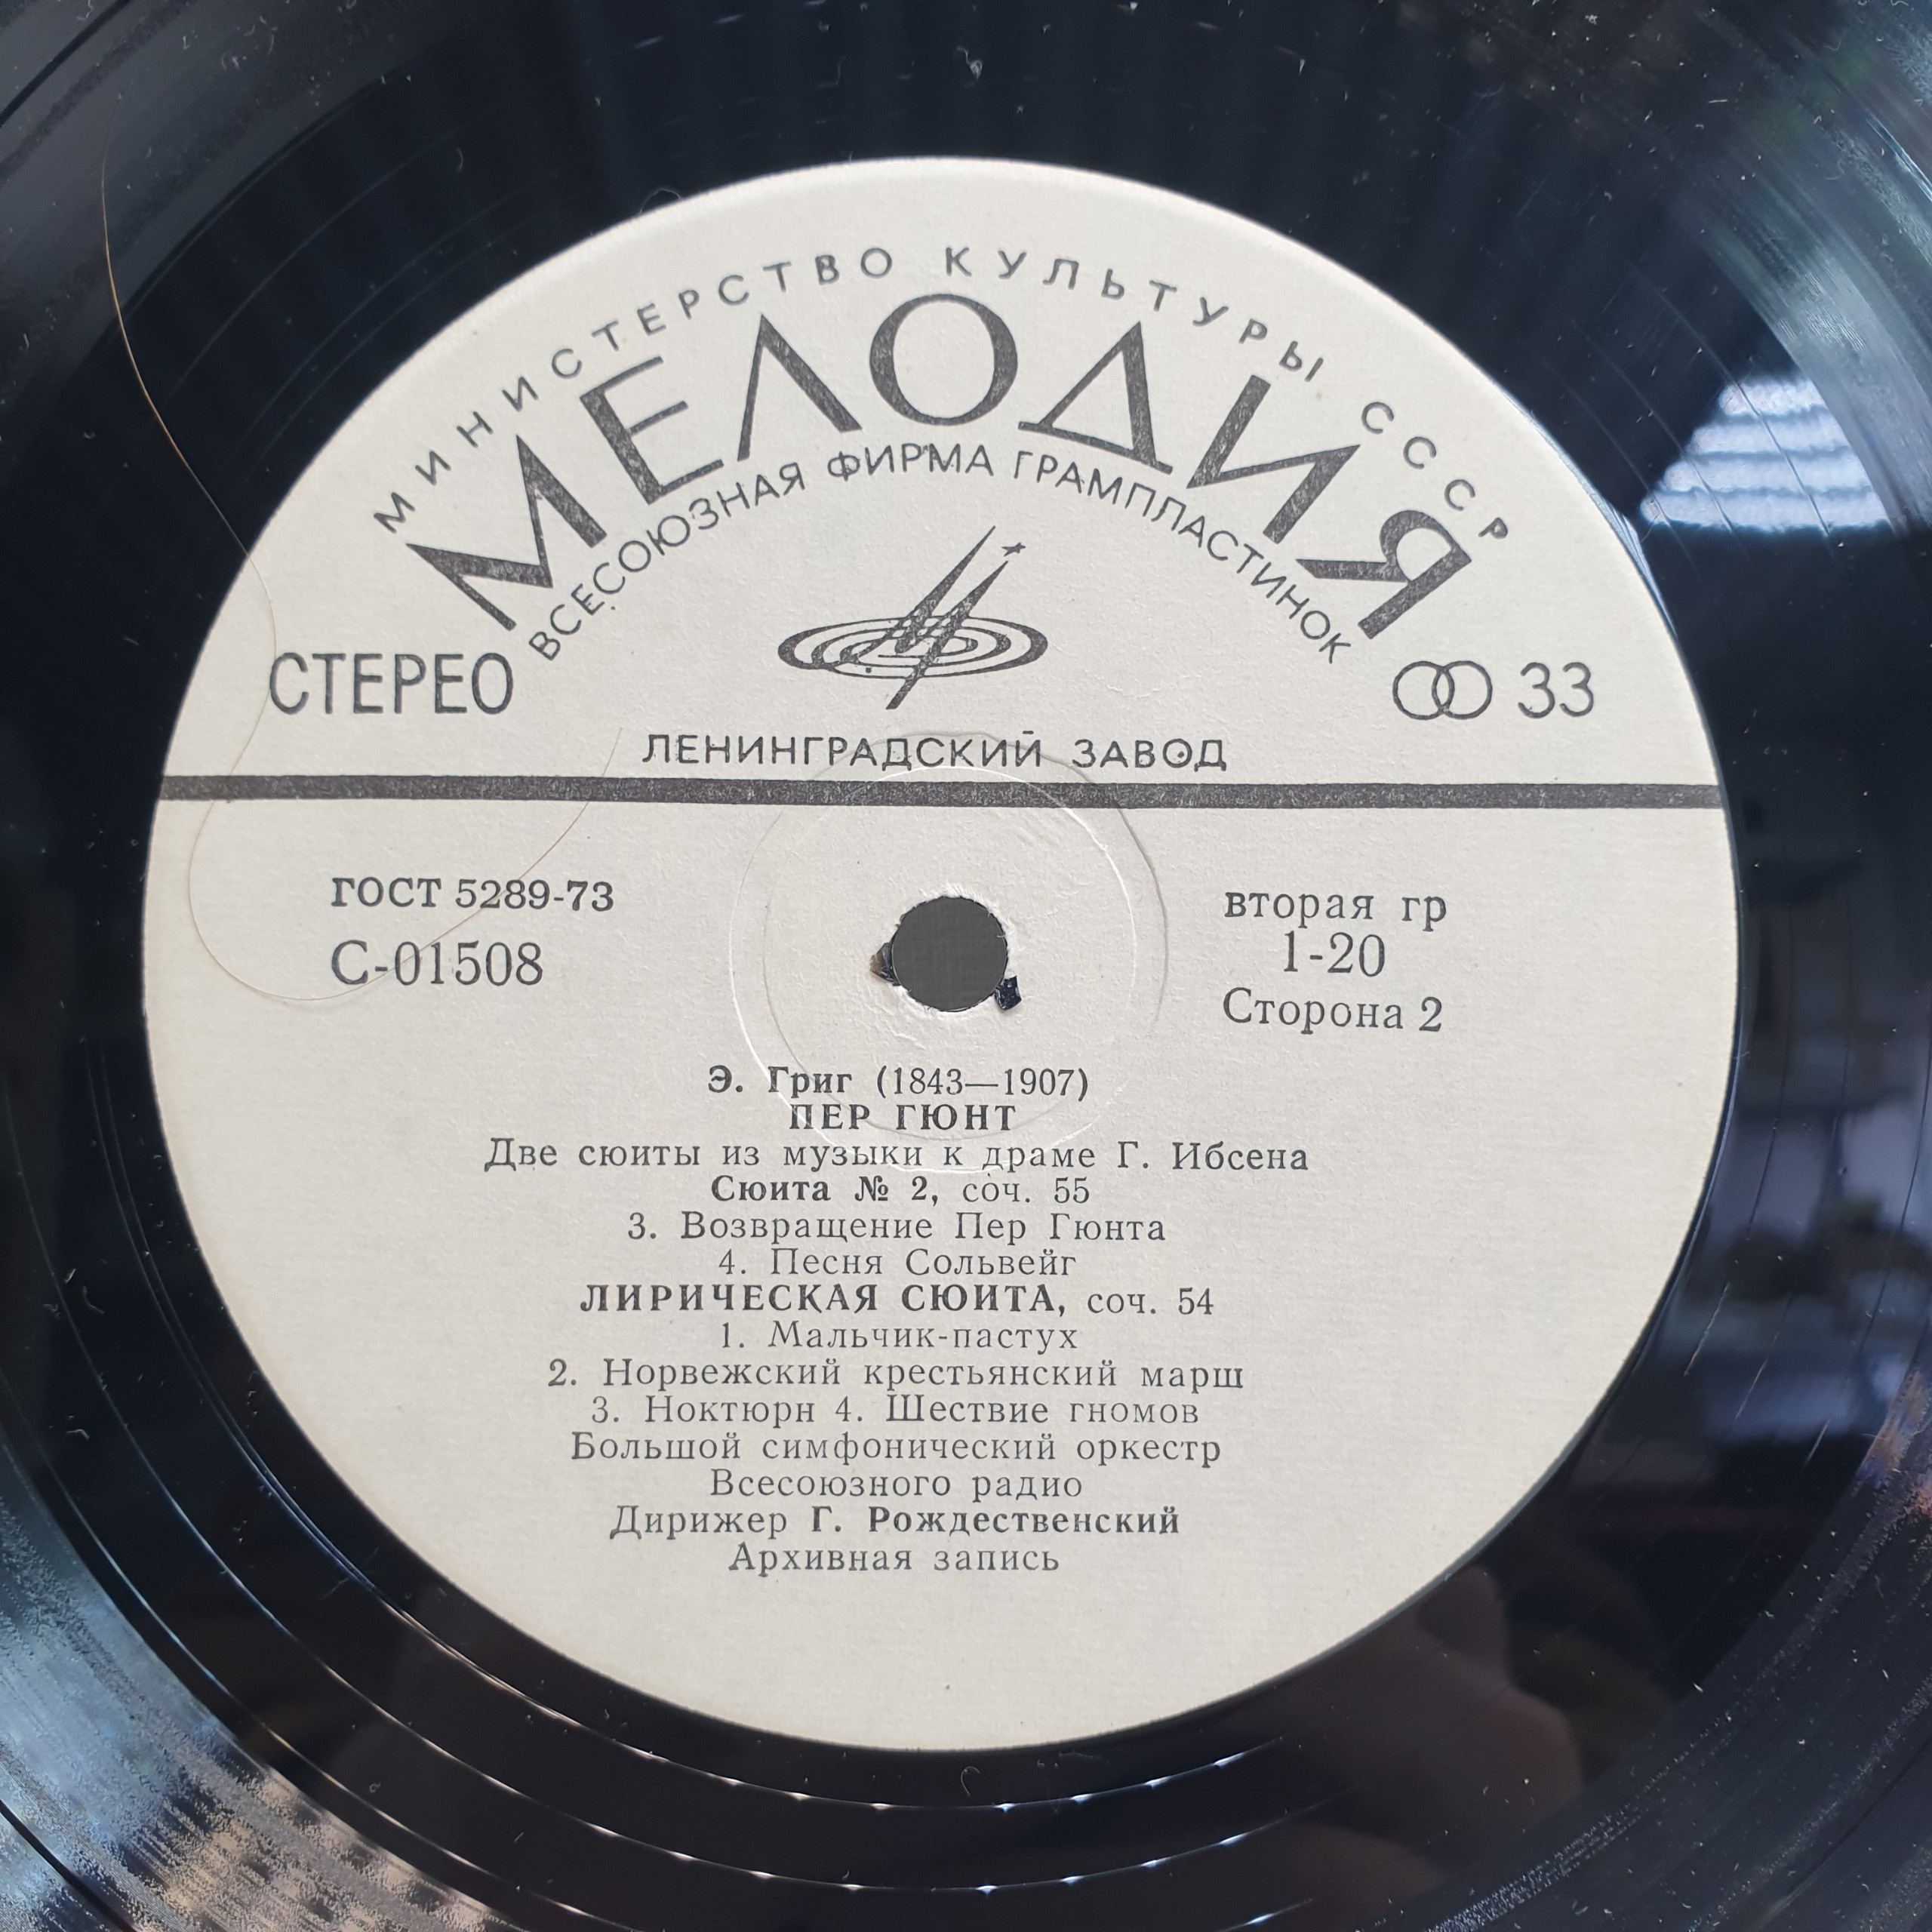 МИНИСТЕРСТВО КУЛЬТУРЫ СССР
МЕЛОДИЯ
ВСЕСОЮЗНАЯ ФИРМА ГРАМПЛАСТИНОК
СТЕРЕО
33
ЛЕНИНГРАДСКИЙ ЗАВОД
ГОСТ 5289-73
С-01508
вторая гр
1-20
Сторона 2
Э. Григ (1843—1907)
ПЕР ГЮНТ
Две сюиты из музыки к драме Г. Ибсена
Сюита № 2, соч. 55
3. Возвращение Пер Гюнта
4. Песня Сольвейг
ЛИРИЧЕСКАЯ СЮИТА, соч. 54
1. Мальчик-пастух
2. Норвежский крестьянский марш
3. Ноктюрн 4. Шествие гномов
Большой симфонический оркестр
Всесоюзного радио
Дирижер Г. Рождественский
Архивная запись